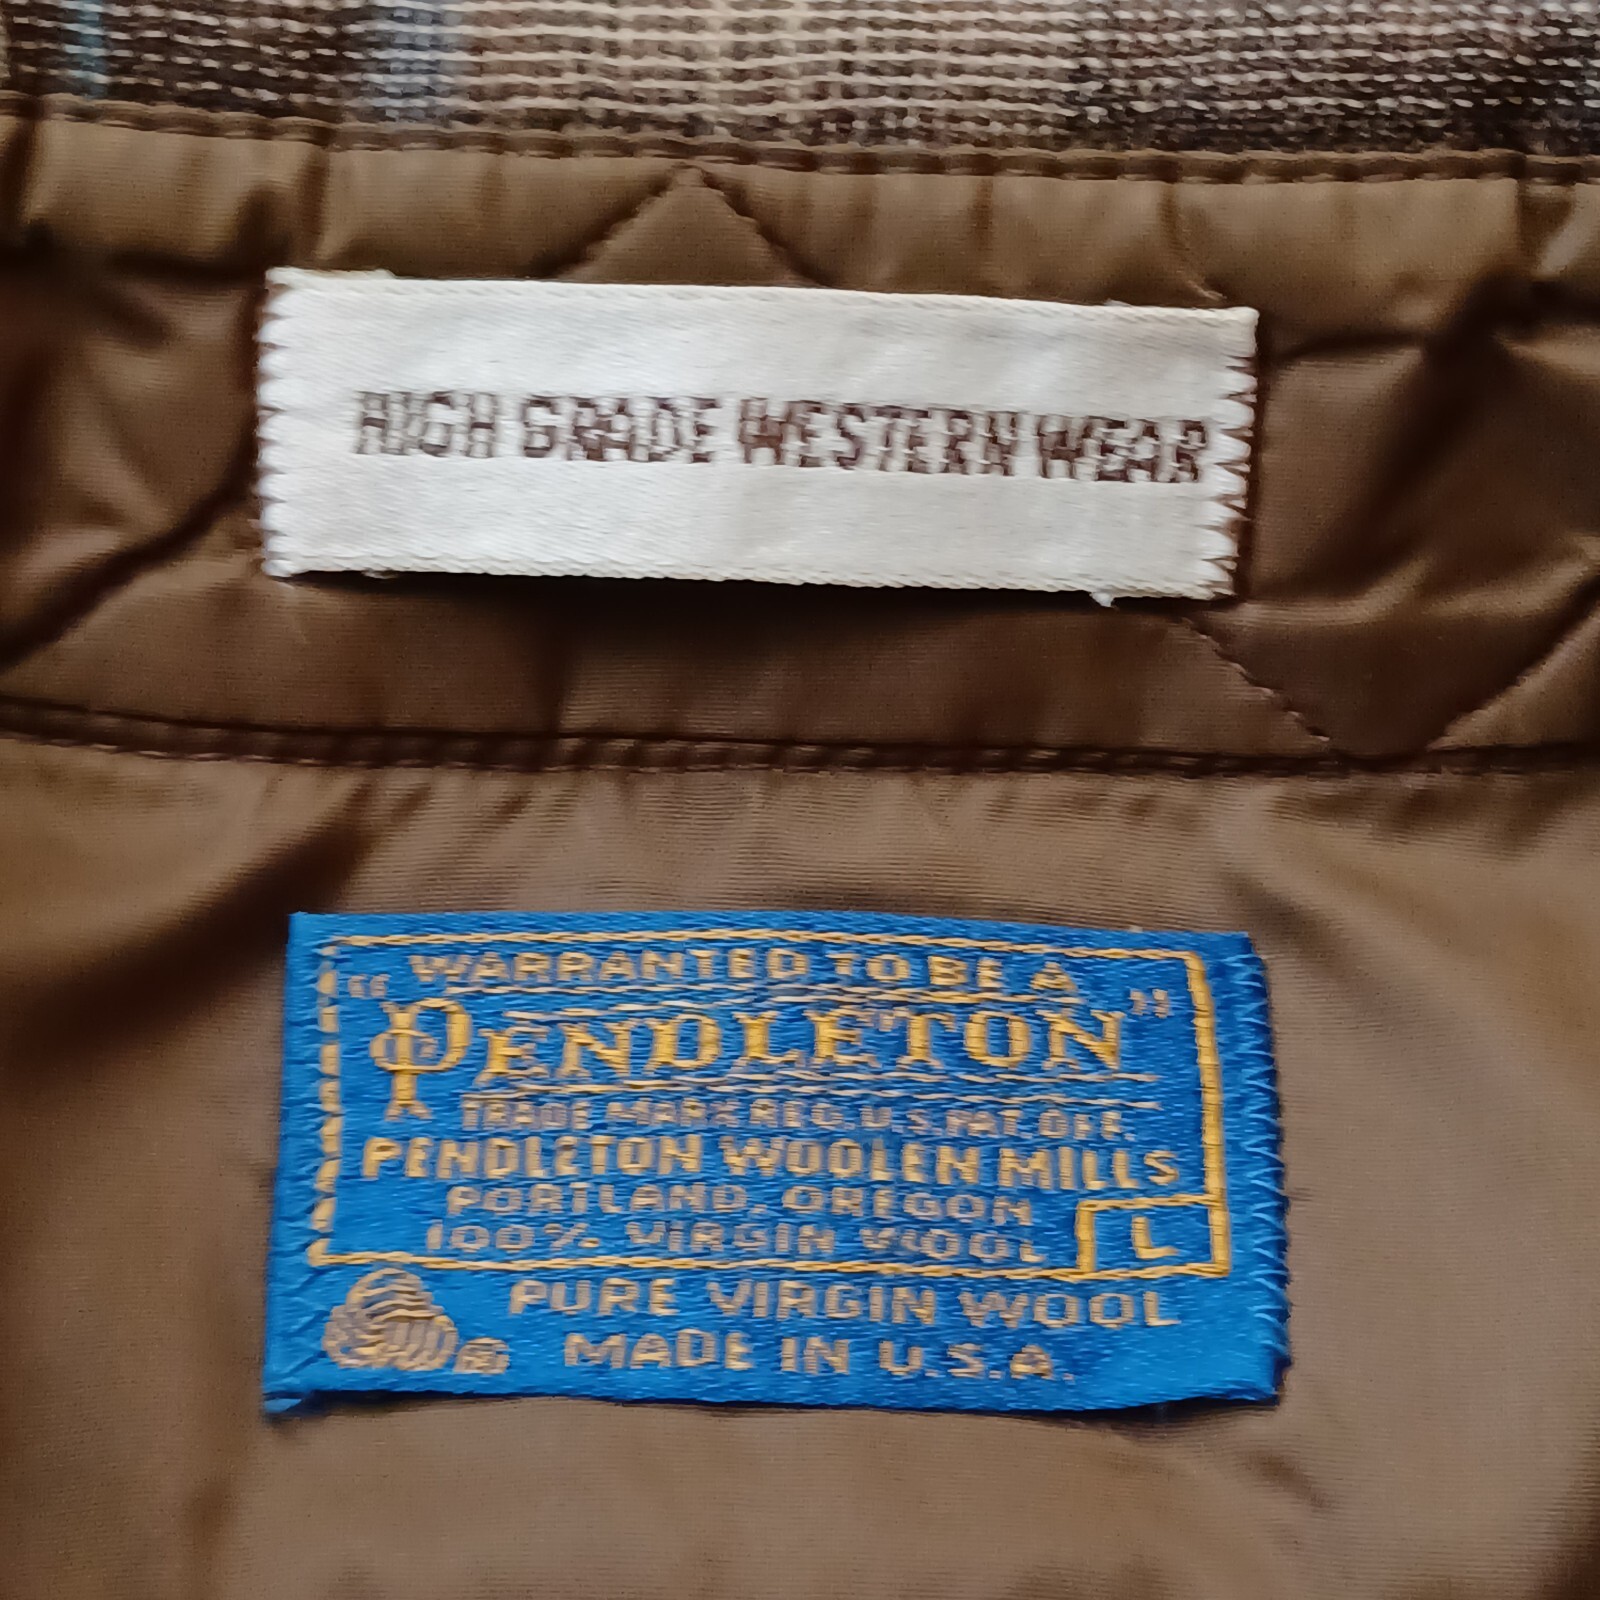 HIGH GRADE WESTERN WEAR
WARRANTED TO BE A
"PENDLETON"
TRADE MARK REG. U.S. PAT. OFF.
PENDLETON WOOLEN MILLS
PORTLAND, OREGON
100% VIRGIN WOOL
L
PURE VIRGIN WOOL
MADE IN U.S.A.